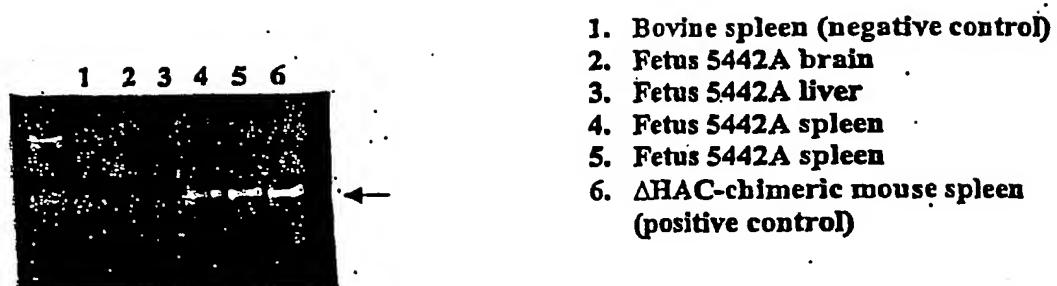 1 2 3 4 5 6
1. Bovine spleen (negative control)
2. Fetus 5442A brain
3. Fetus 5442A liver
4. Fetus 5442A spleen
5. Fetus 5442A spleen
6. ΔHAC-chimeric mouse spleen
(positive control)